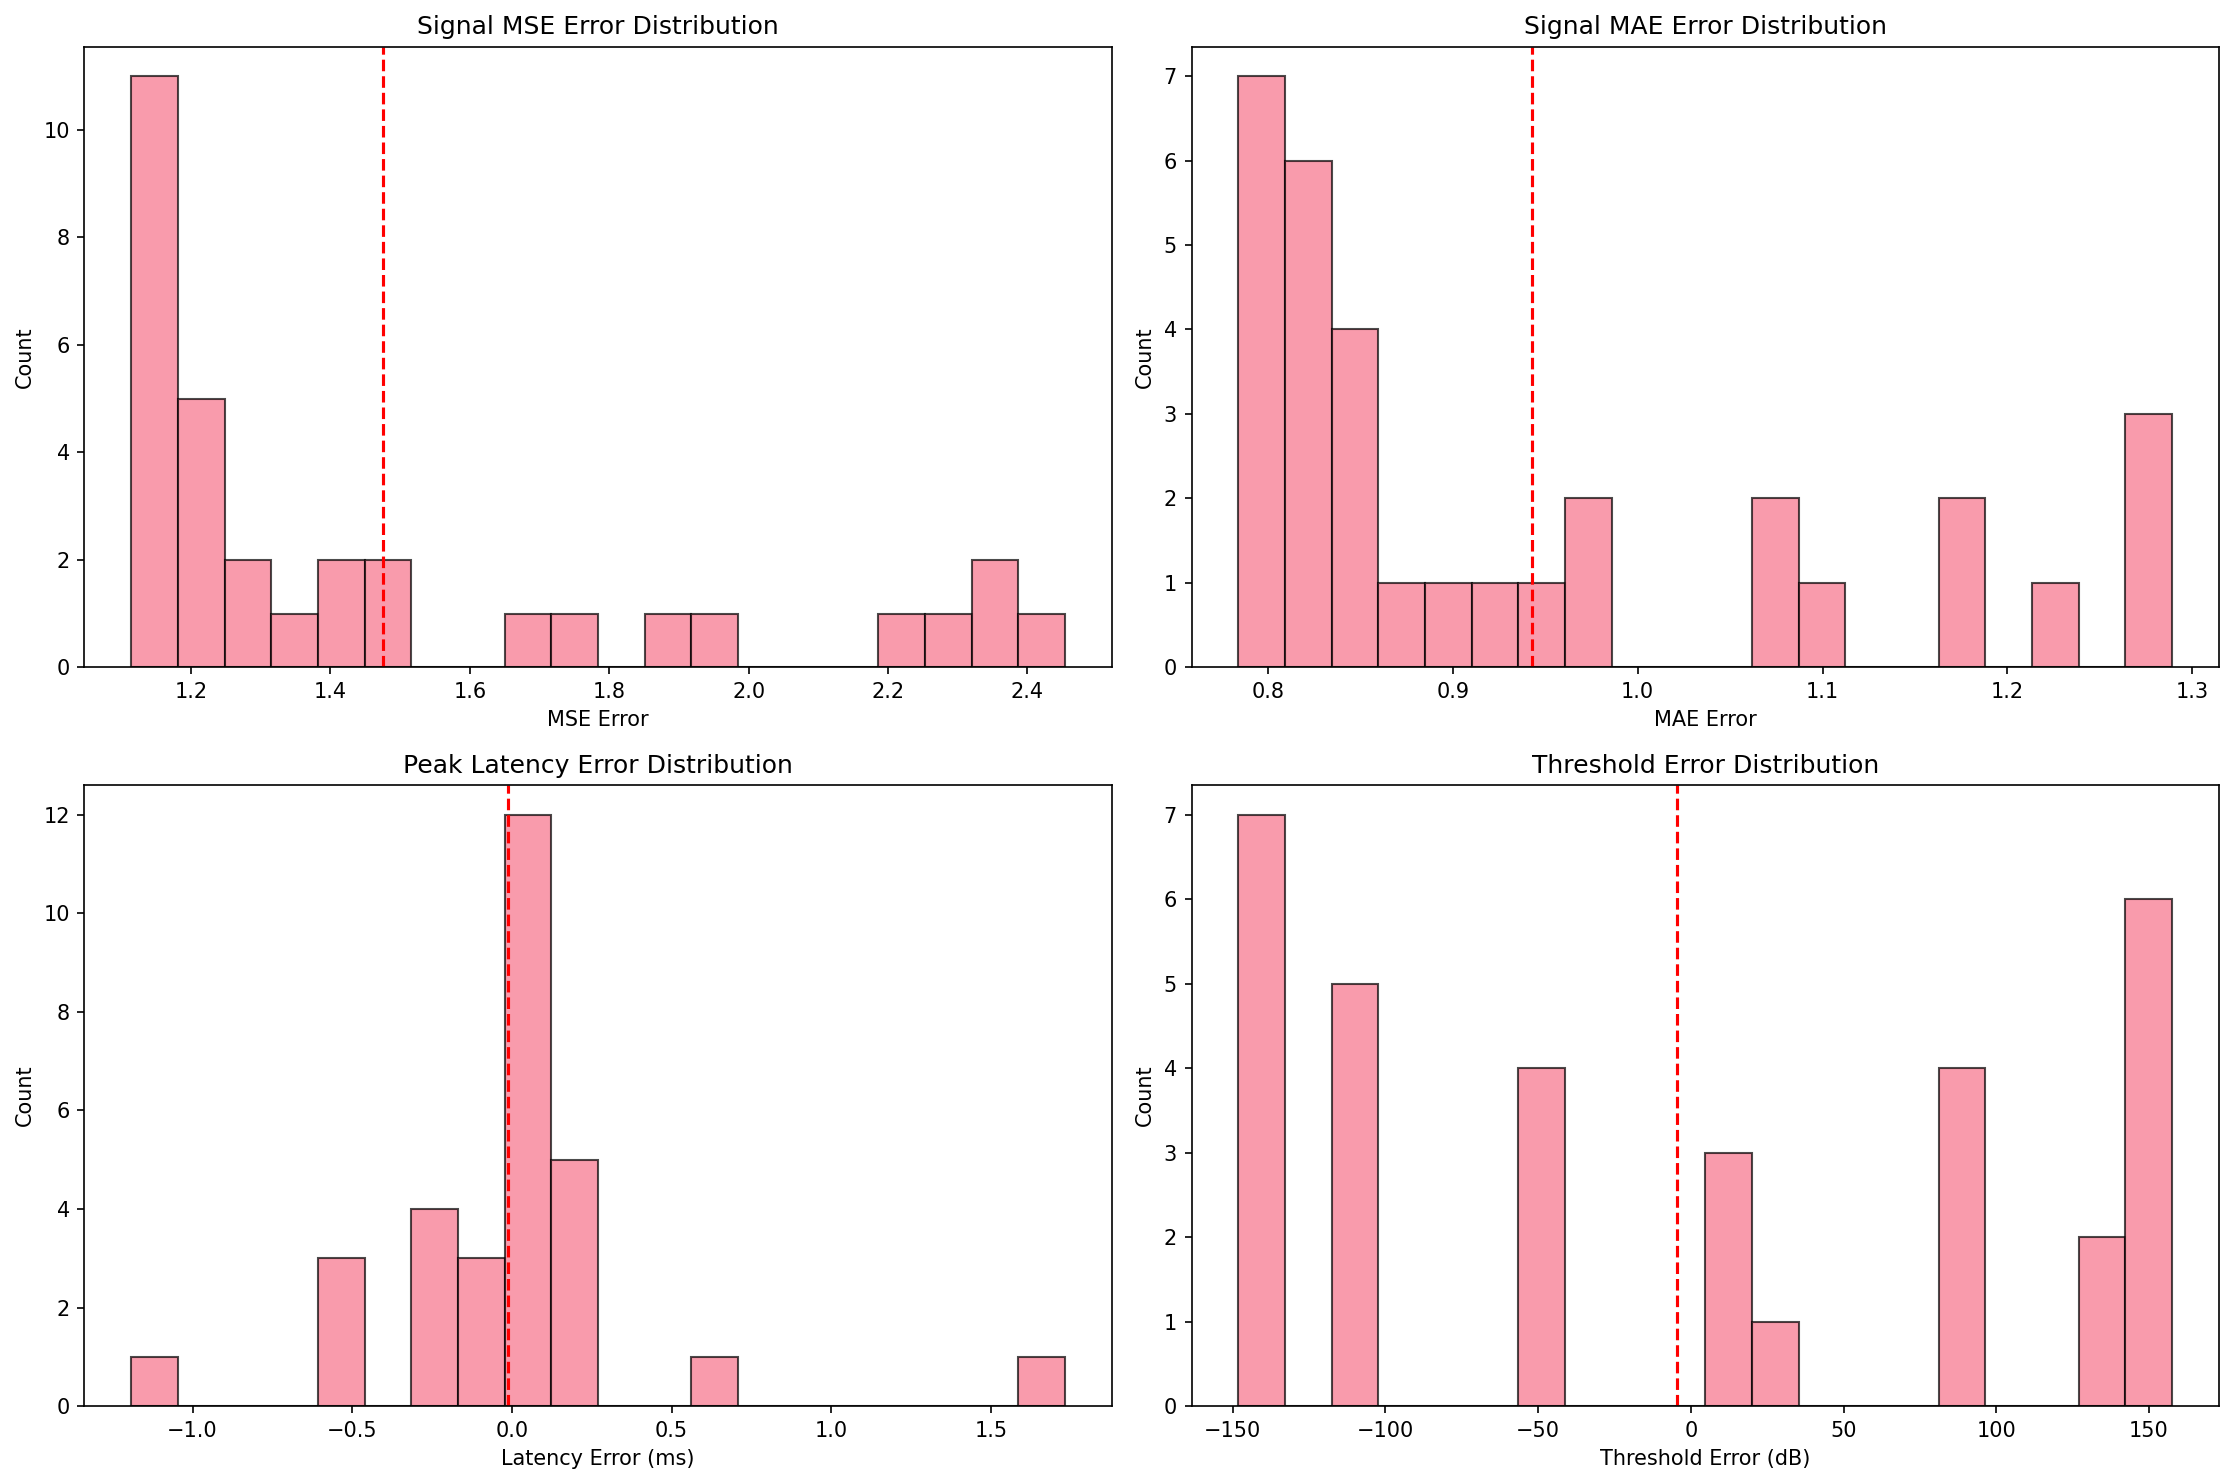 Signal MSE Error Distribution
Count
0
2
4
6
8
10
1.2 1.4 1.6 1.8 2.0 2.2 2.4
MSE Error
Signal MAE Error Distribution
Count
0
1
2
3
4
5
6
7
0.8 0.9 1.0 1.1 1.2 1.3
MAE Error
Peak Latency Error Distribution
Count
0
2
4
6
8
10
12
−1.0 −0.5 0.0 0.5 1.0 1.5
Latency Error (ms)
Threshold Error Distribution
Count
0
1
2
3
4
5
6
7
−150 −100 −50 0 50 100 150
Threshold Error (dB)